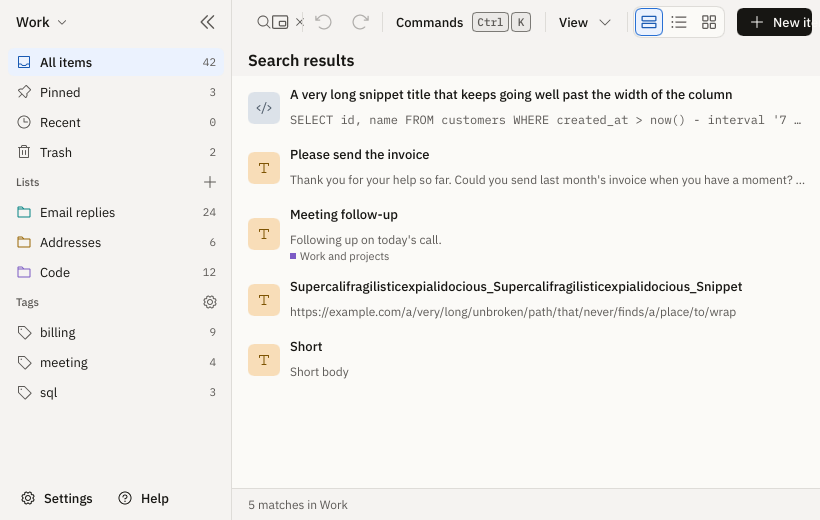 Work
Commands Ctrl K
View
New it
All items 42
Pinned 3
Recent 0
Trash 2
Lists
Email replies 24
Addresses 6
Code 12
Tags
billing 9
meeting 4
sql 3
Settings
Help
Search results
</>
A very long snippet title that keeps going well past the width of the column
SELECT id, name FROM customers WHERE created_at > now() - interval '7 …
T
Please send the invoice
Thank you for your help so far. Could you send last month's invoice when you have a moment? …
T
Meeting follow-up
Following up on today's call.
Work and projects
T
Supercalifragilisticexpialidocious_Supercalifragilisticexpialidocious_Snippet
https://example.com/a/very/long/unbroken/path/that/never/finds/a/place/to/wrap
T
Short
Short body
5 matches in Work